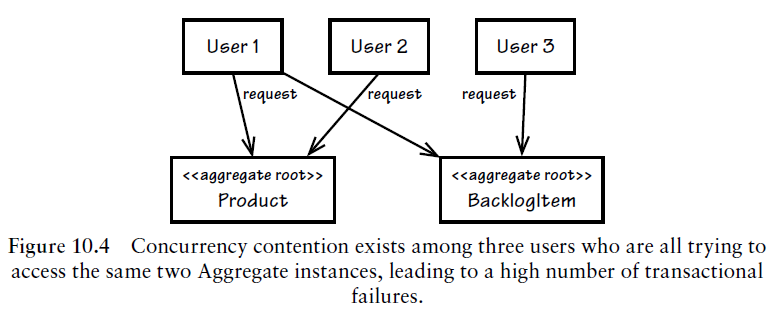 User 1
User 2
User 3
request
request
request
<<aggregate root>>
Product
<<aggregate root>>
BacklogItem
Figure 10.4 Concurrency contention exists among three users who are all trying to
access the same two Aggregate instances, leading to a high number of transactional
failures.